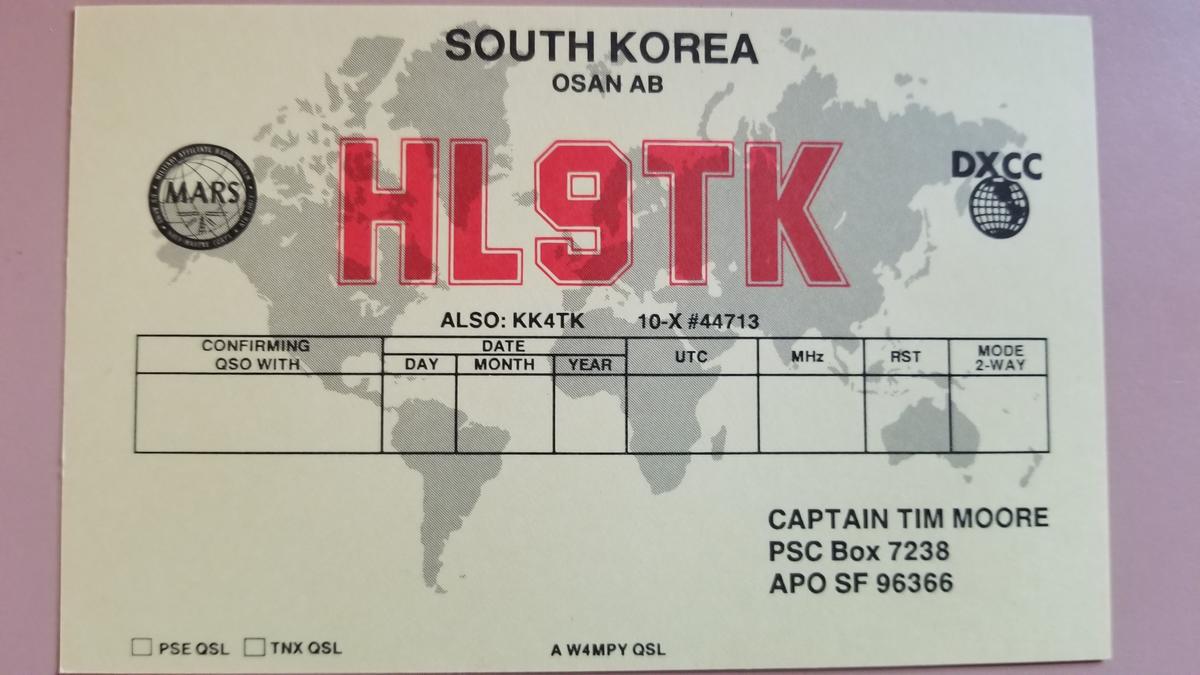 SOUTH KOREA
OSAN AB
HL9TK
MARS
DXCC
ALSO: KK4TK 10-X #44713
CONFIRMING
QSO WITH
DATE
DAY MONTH YEAR
UTC
MHz
RST
MODE
2-WAY
CAPTAIN TIM MOORE
PSC Box 7238
APO SF 96366
PSE QSL TNX QSL
A W4MPY QSL